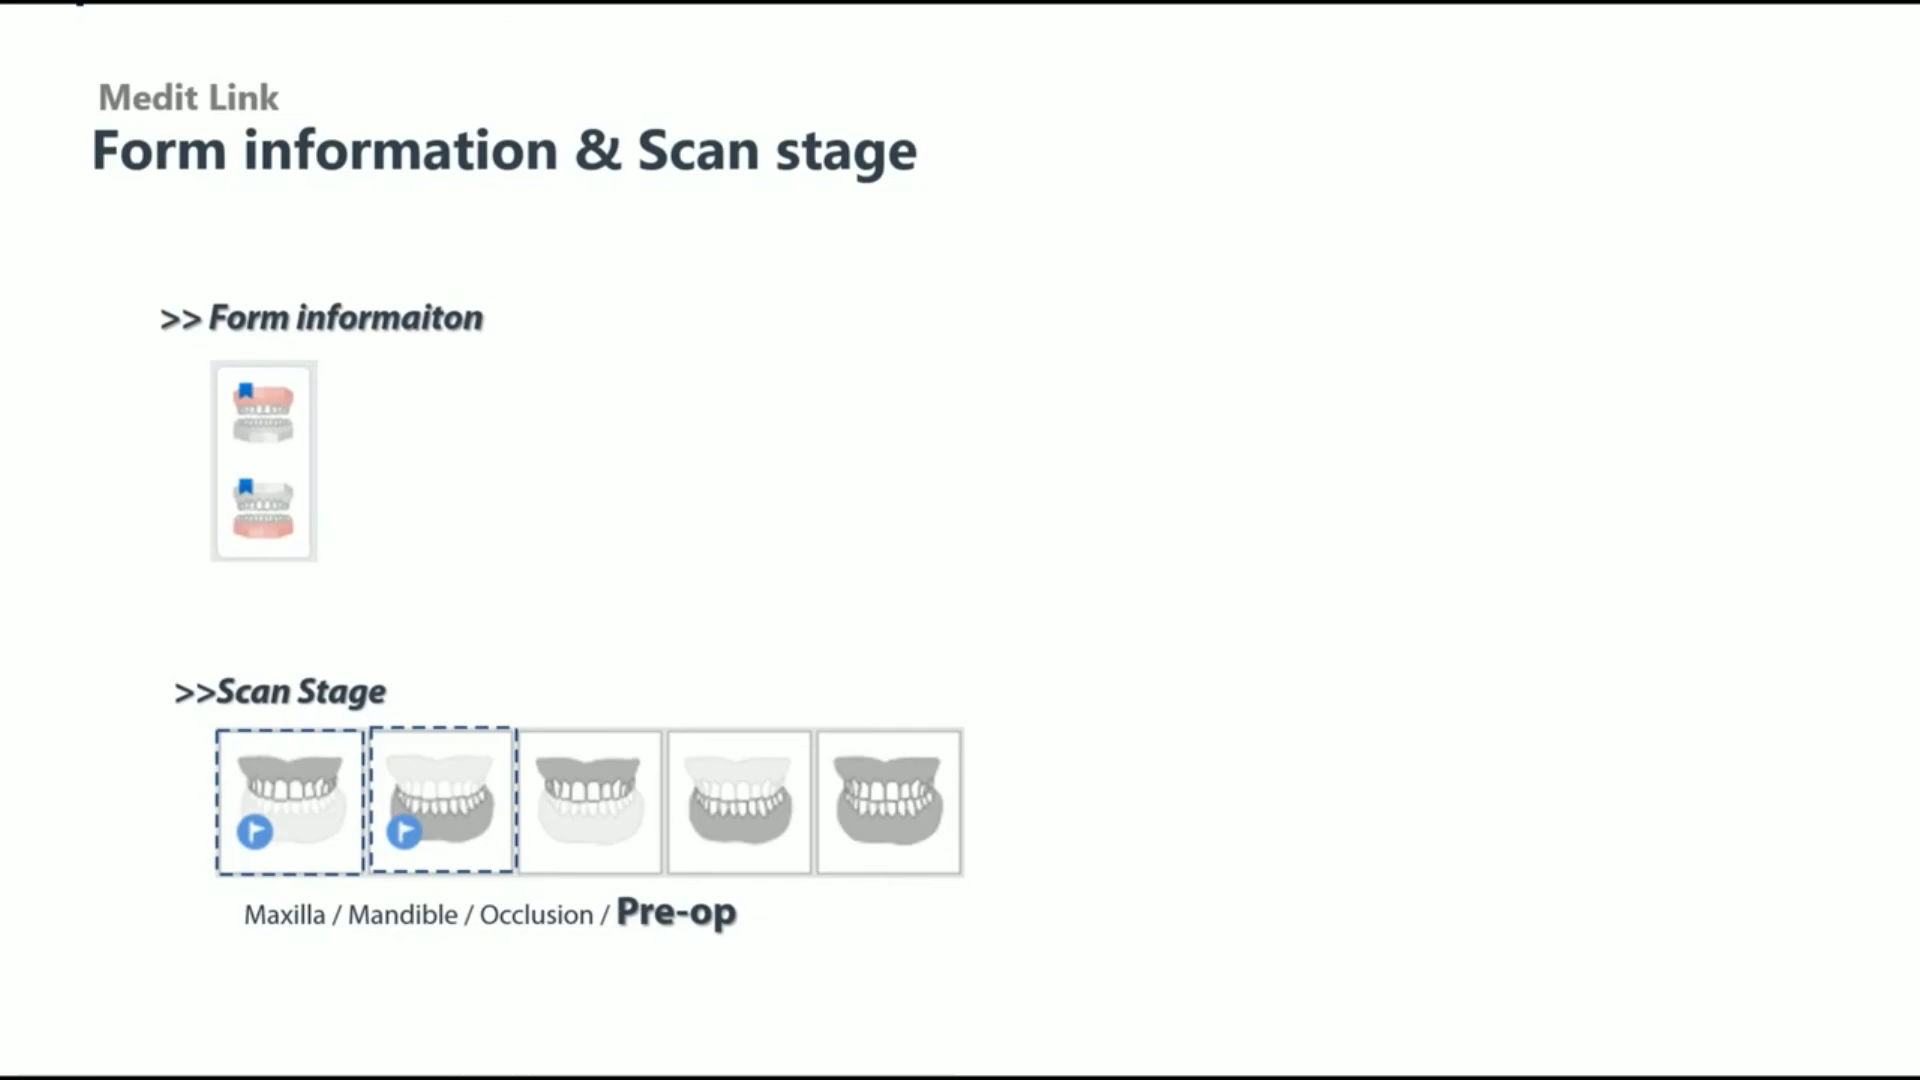 Medit Link
Form information & Scan stage
>> Form informaiton
>>Scan Stage
Maxilla / Mandible / Occlusion / Pre-op